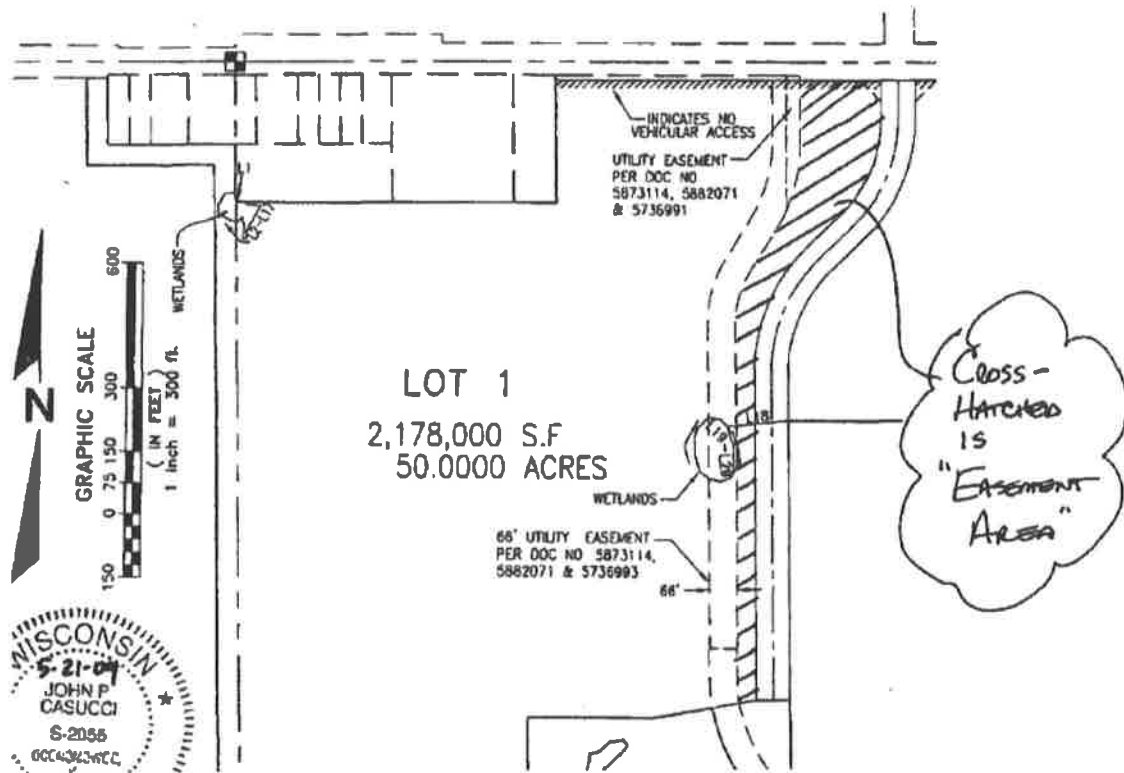 INDICATES NO
VEHICULAR ACCESS
UTILITY EASEMENT
PER DOC NO
5873114, 5882071
& 5736991
WETLANDS
600
300
150
75
0
150
GRAPHIC SCALE
( IN FEET )
1 inch = 300 ft.
N
LOT 1
2,178,000 S.F
50.0000 ACRES
L18
WETLANDS
66' UTILITY EASEMENT
PER DOC NO 5873114,
5882071 & 5736993
66'
CROSS-
HATCHED
IS
"EASEMENT
AREA"
WISCONSIN
5-21-04
JOHN P
CASUCCI
S-2055